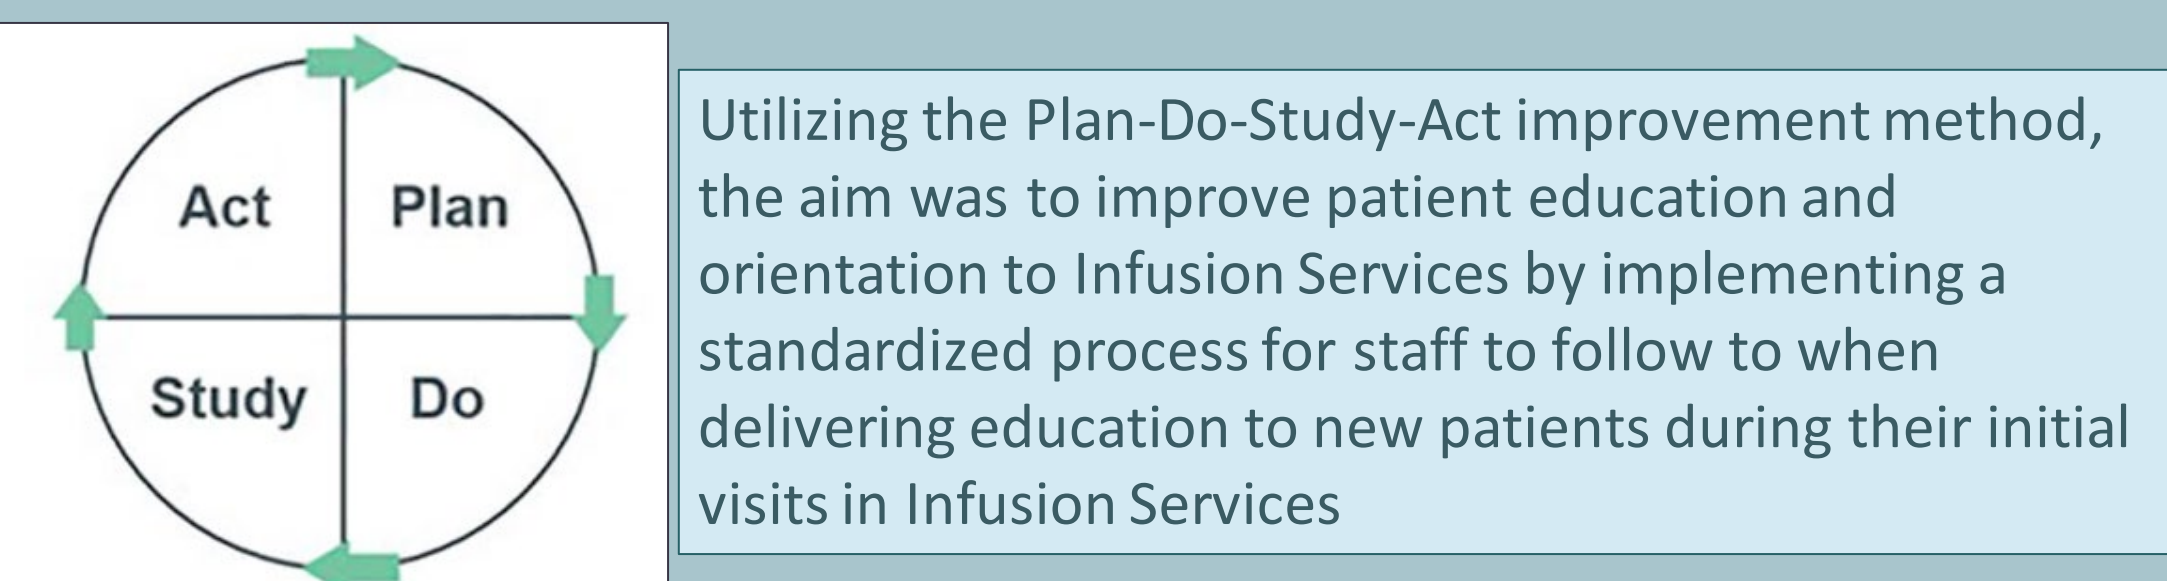 Act
Plan
Study
Do
Utilizing the Plan-Do-Study-Act improvement method,
the aim was to improve patient education and
orientation to Infusion Services by implementing a
standardized process for staff to follow to when
delivering education to new patients during their initial
visits in Infusion Services